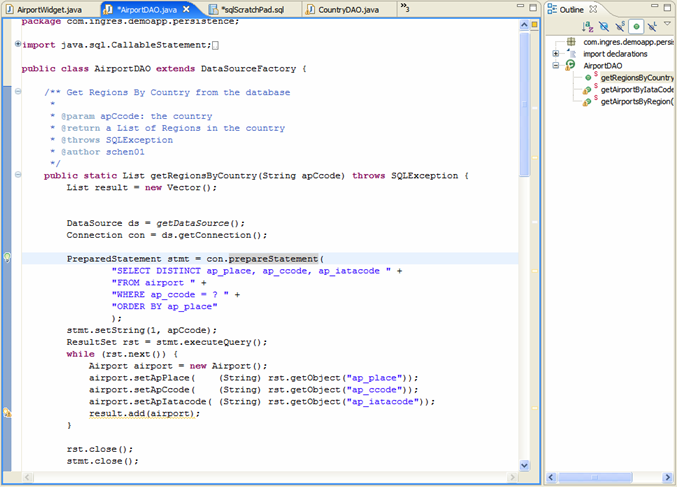 AirportWidget.java
*AirportDAO.java
*sqlScratchPad.sql
CountryDAO.java
»3
package com.ingres.demoapp.persistence;
import java.sql.CallableStatement;
public class AirportDAO extends DataSourceFactory {
/** Get Regions By Country from the database
*
* @param apCcode: the country
* @return a List of Regions in the country
* @throws SQLException
* @author schen01
*/
public static List getRegionsByCountry(String apCcode) throws SQLException {
List result = new Vector();
DataSource ds = getDataSource();
Connection con = ds.getConnection();
PreparedStatement stmt = con.prepareStatement(
"SELECT DISTINCT ap_place, ap_ccode, ap_iatacode " +
"FROM airport " +
"WHERE ap_ccode = ? " +
"ORDER BY ap_place"
);
stmt.setString(1, apCcode);
ResultSet rst = stmt.executeQuery();
while (rst.next()) {
Airport airport = new Airport();
airport.setApPlace( (String) rst.getObject("ap_place"));
airport.setApCcode( (String) rst.getObject("ap_ccode"));
airport.setApIatacode( (String) rst.getObject("ap_iatacode"));
result.add(airport);
}
rst.close();
stmt.close();
Outline
com.ingres.demoapp.persi
import declarations
AirportDAO
getRegionsByCountry
getAirportByIataCode
getAirportsByRegion(